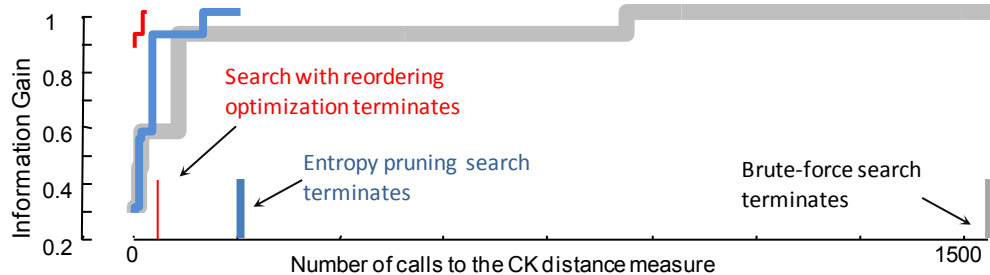 Information Gain
1
0.8
0.6
0.4
0.2
Search with reordering
optimization terminates
Entropy pruning search
terminates
Brute-force search
terminates
0
1500
Number of calls to the CK distance measure